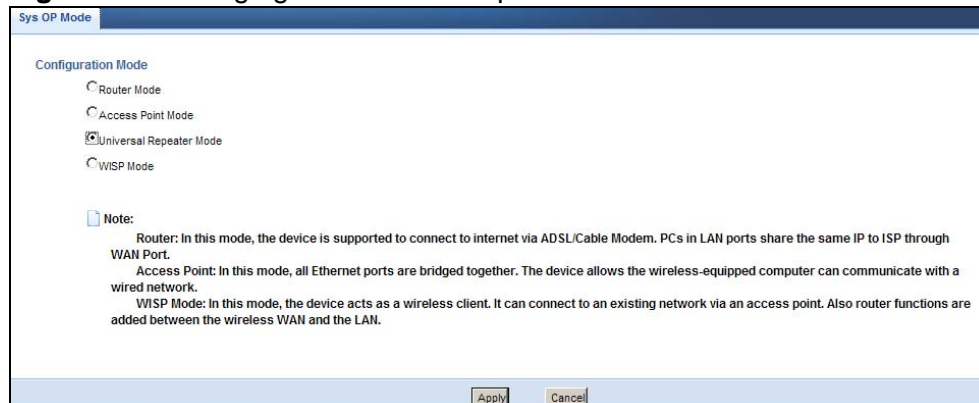 Sys OP Mode
Configuration Mode
Router Mode
Access Point Mode
Universal Repeater Mode
WISP Mode
Note:
Router: In this mode, the device is supported to connect to internet via ADSL/Cable Modem. PCs in LAN ports share the same IP to ISP through
WAN Port.
Access Point: In this mode, all Ethernet ports are bridged together. The device allows the wireless-equipped computer can communicate with a
wired network.
WISP Mode: In this mode, the device acts as a wireless client. It can connect to an existing network via an access point. Also router functions are
added between the wireless WAN and the LAN.
Apply Cancel